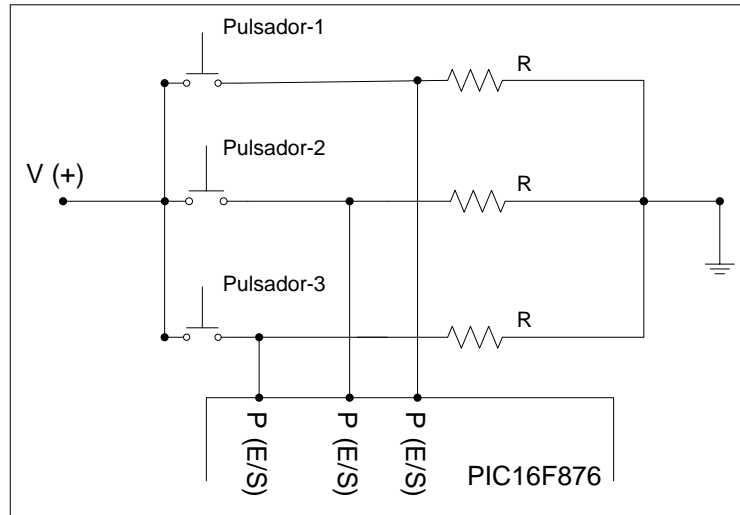 Pulsador-1
R
Pulsador-2
V (+)
R
Pulsador-3
R
P (E/S)
P (E/S)
P (E/S)
PIC16F876